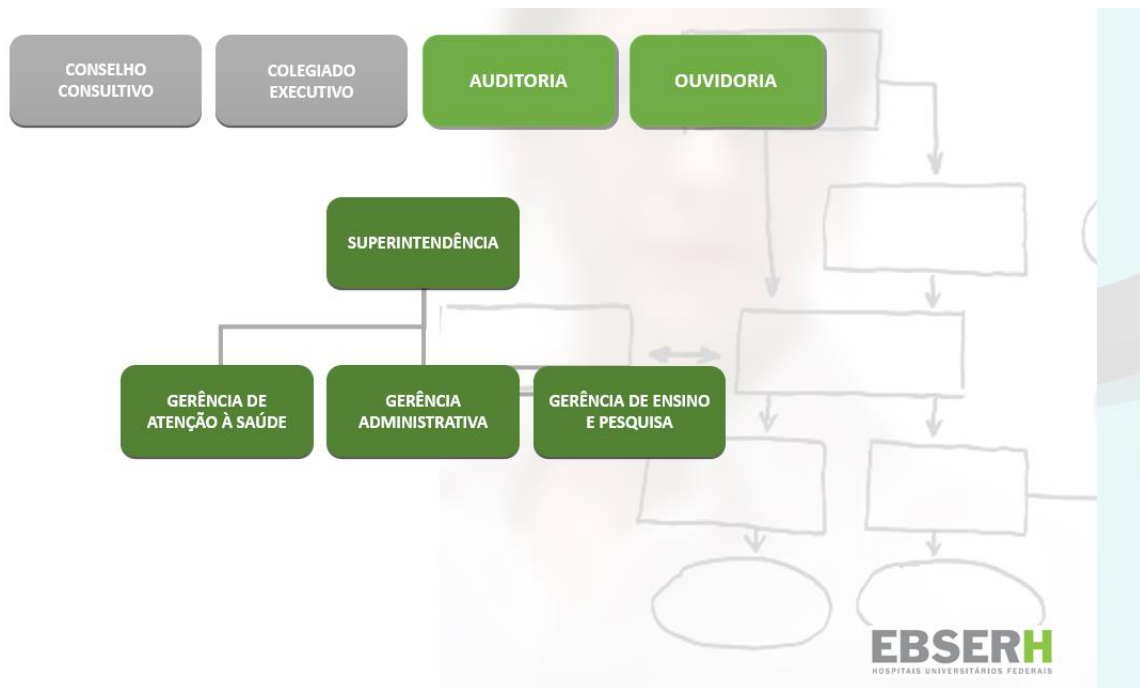 CONSELHO
CONSULTIVO
COLEGIADO
EXECUTIVO
AUDITORIA
OUVIDORIA
SUPERINTENDÊNCIA
GERÊNCIA DE
ATENÇÃO À SAÚDE
GERÊNCIA
ADMINISTRATIVA
GERÊNCIA DE ENSINO
E PESQUISA
EBSERH
HOSPITAIS UNIVERSITÁRIOS FEDERAIS